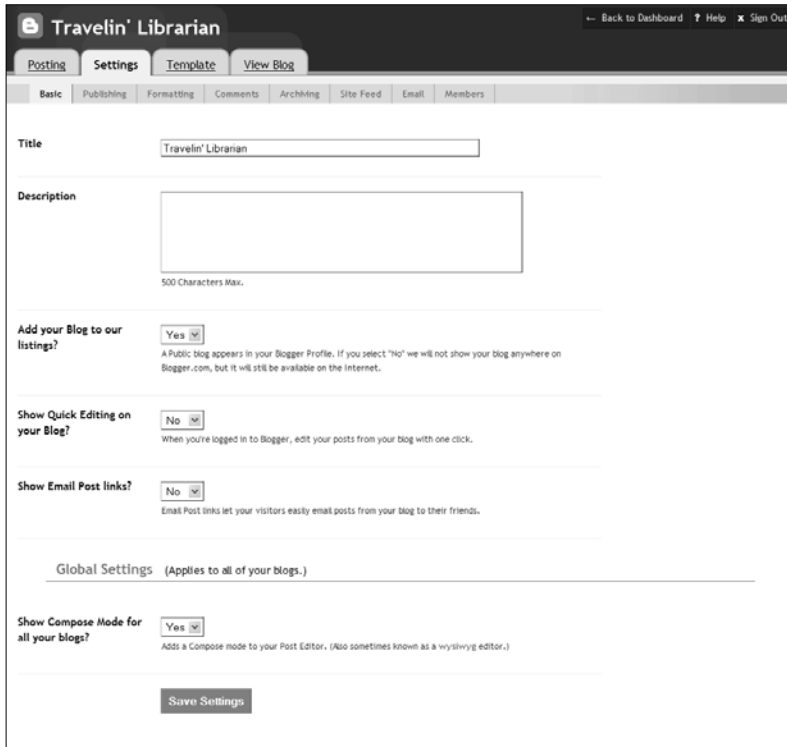 Travelin' Librarian
← Back to Dashboard ? Help x Sign Out
Posting Settings Template View Blog
Basic Publishing Formatting Comments Archiving Site Feed Email Members
Title
Travelin' Librarian
Description
500 Characters Max.
Add your Blog to our
listings?
Yes
A Public blog appears in your Blogger Profile. If you select "No" we will not show your blog anywhere on
Blogger.com, but it will still be available on the Internet.
Show Quick Editing on
your Blog?
No
When you're logged in to Blogger, edit your posts from your blog with one click.
Show Email Post links?
No
Email Post links let your visitors easily email posts from your blog to their friends.
Global Settings (Applies to all of your blogs.)
Show Compose Mode for
all your blogs?
Yes
Adds a Compose mode to your Post Editor. (Also sometimes known as a wysiwyg editor.)
Save Settings